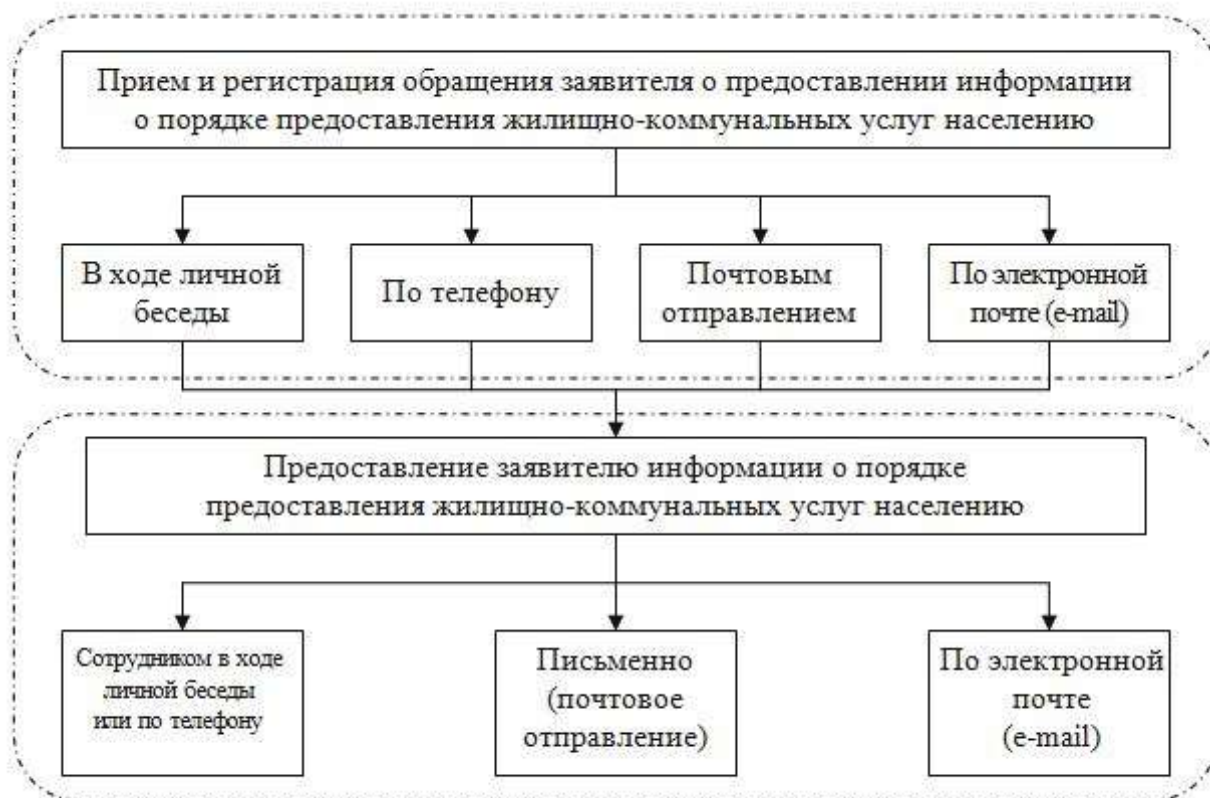 Прием и регистрация обращения заявителя о предоставлении информации
о порядке предоставления жилищно-коммунальных услуг населению
В ходе личной
беседы
По телефону
Почтовым
отправлением
По электронной
почте (e-mail)
Предоставление заявителю информации о порядке
предоставления жилищно-коммунальных услуг населению
Сотрудником в ходе
личной беседы
или по телефону
Письменно
(почтовое
отправление)
По электронной
почте
(e-mail)